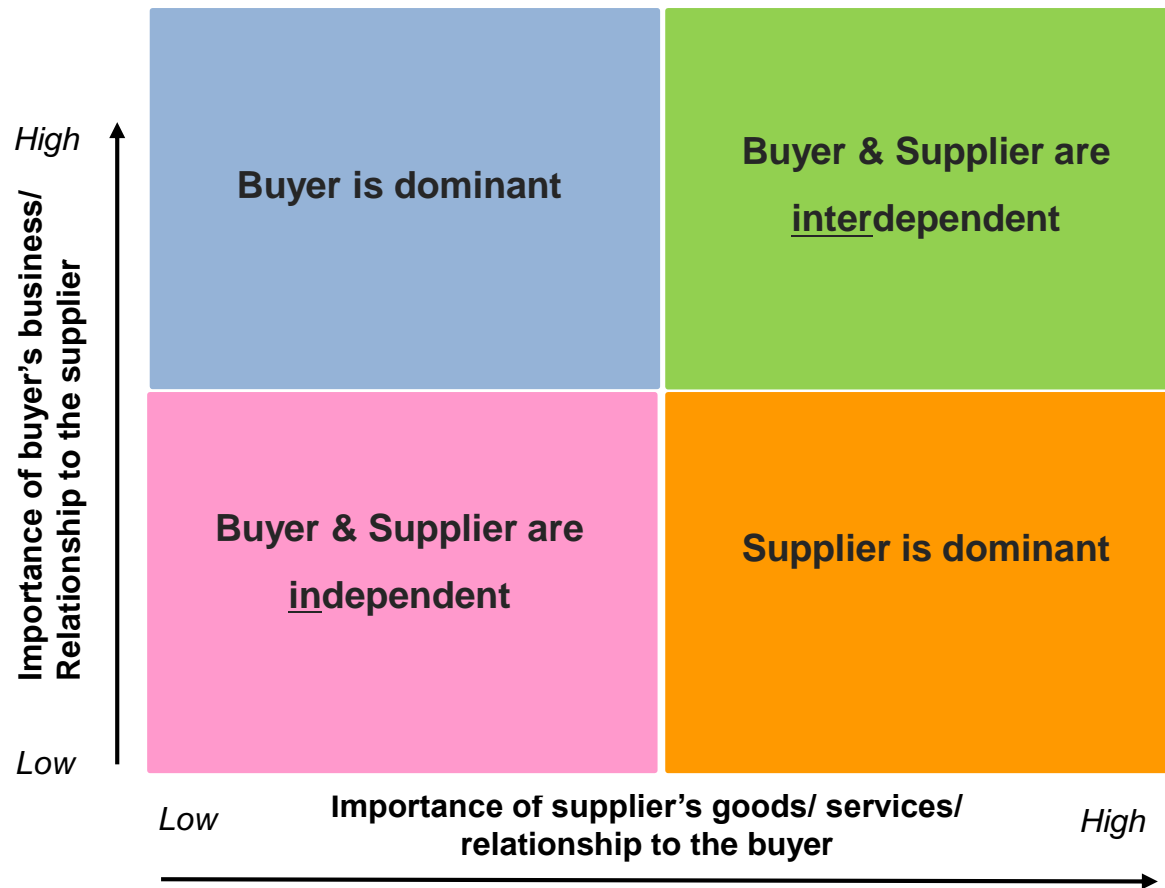 High
Importance of buyer's business/
Relationship to the supplier
Low
Buyer is dominant
Buyer & Supplier are
interdependent
Buyer & Supplier are
independent
Supplier is dominant
Low
Importance of supplier's goods/ services/
relationship to the buyer
High